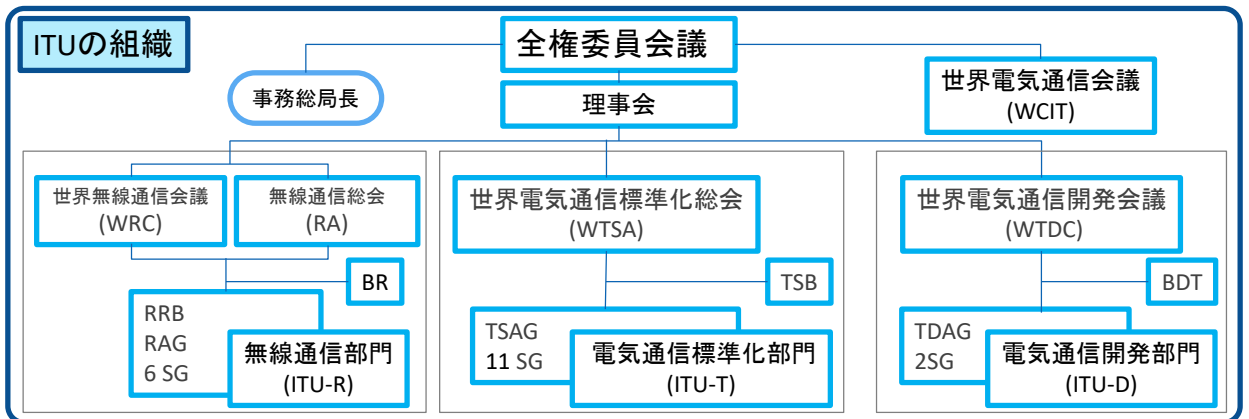 ITUの組織
全権委員会議
事務総局長
理事会
世界電気通信会議
(WCIT)
世界無線通信会議
(WRC)
無線通信総会
(RA)
世界電気通信標準化総会
(WTSA)
世界電気通信開発会議
(WTDC)
BR
TSB
BDT
RRB
RAG
6 SG
無線通信部門
(ITU-R)
TSAG
11 SG
電気通信標準化部門
(ITU-T)
TDAG
2SG
電気通信開発部門
(ITU-D)